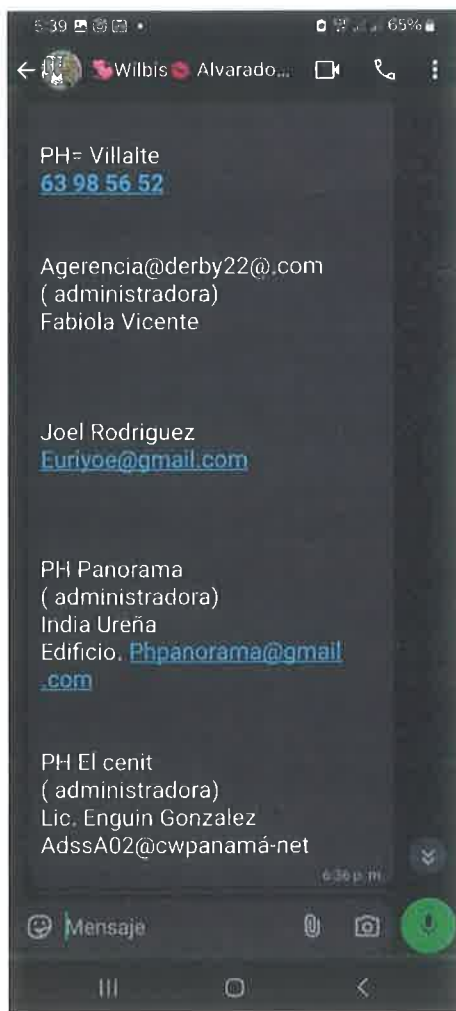 5:39
65%
Wilbis Alvarado...
PH= Villalte
63 98 56 52
Agerencia@derby22@.com
( administradora)
Fabiola Vicente
Joel Rodriguez
Euriyoe@gmail.com
PH Panorama
( administradora)
India Ureña
Edificio. Phpanorama@gmail
.com
PH El cenit
( administradora)
Lic. Enguin Gonzalez
AdssA02@cwpanamá-net
6:36 p. m.
Mensaje